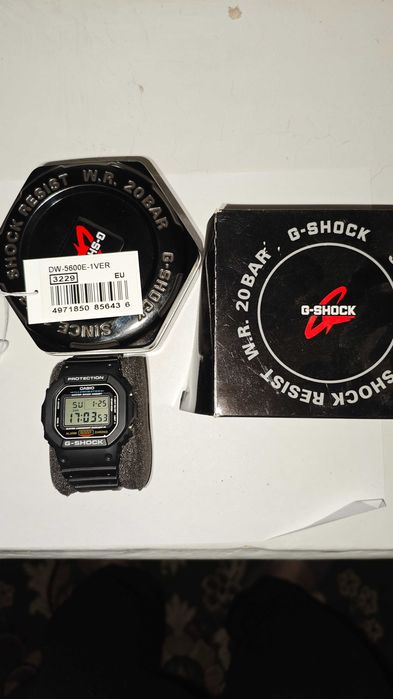 SHOCK RESIST W.R. 20BAR
G-SHOCK
SINCE
G-SHOCK
DW-5600E-1VER
3229
EU
4971850 85643 6
G-SHOCK
W.R. 20BAR
SHOCK RESIST
G-SHOCK
PROTECTION
CASIO
SU 1-25
17:03 53
G-SHOCK